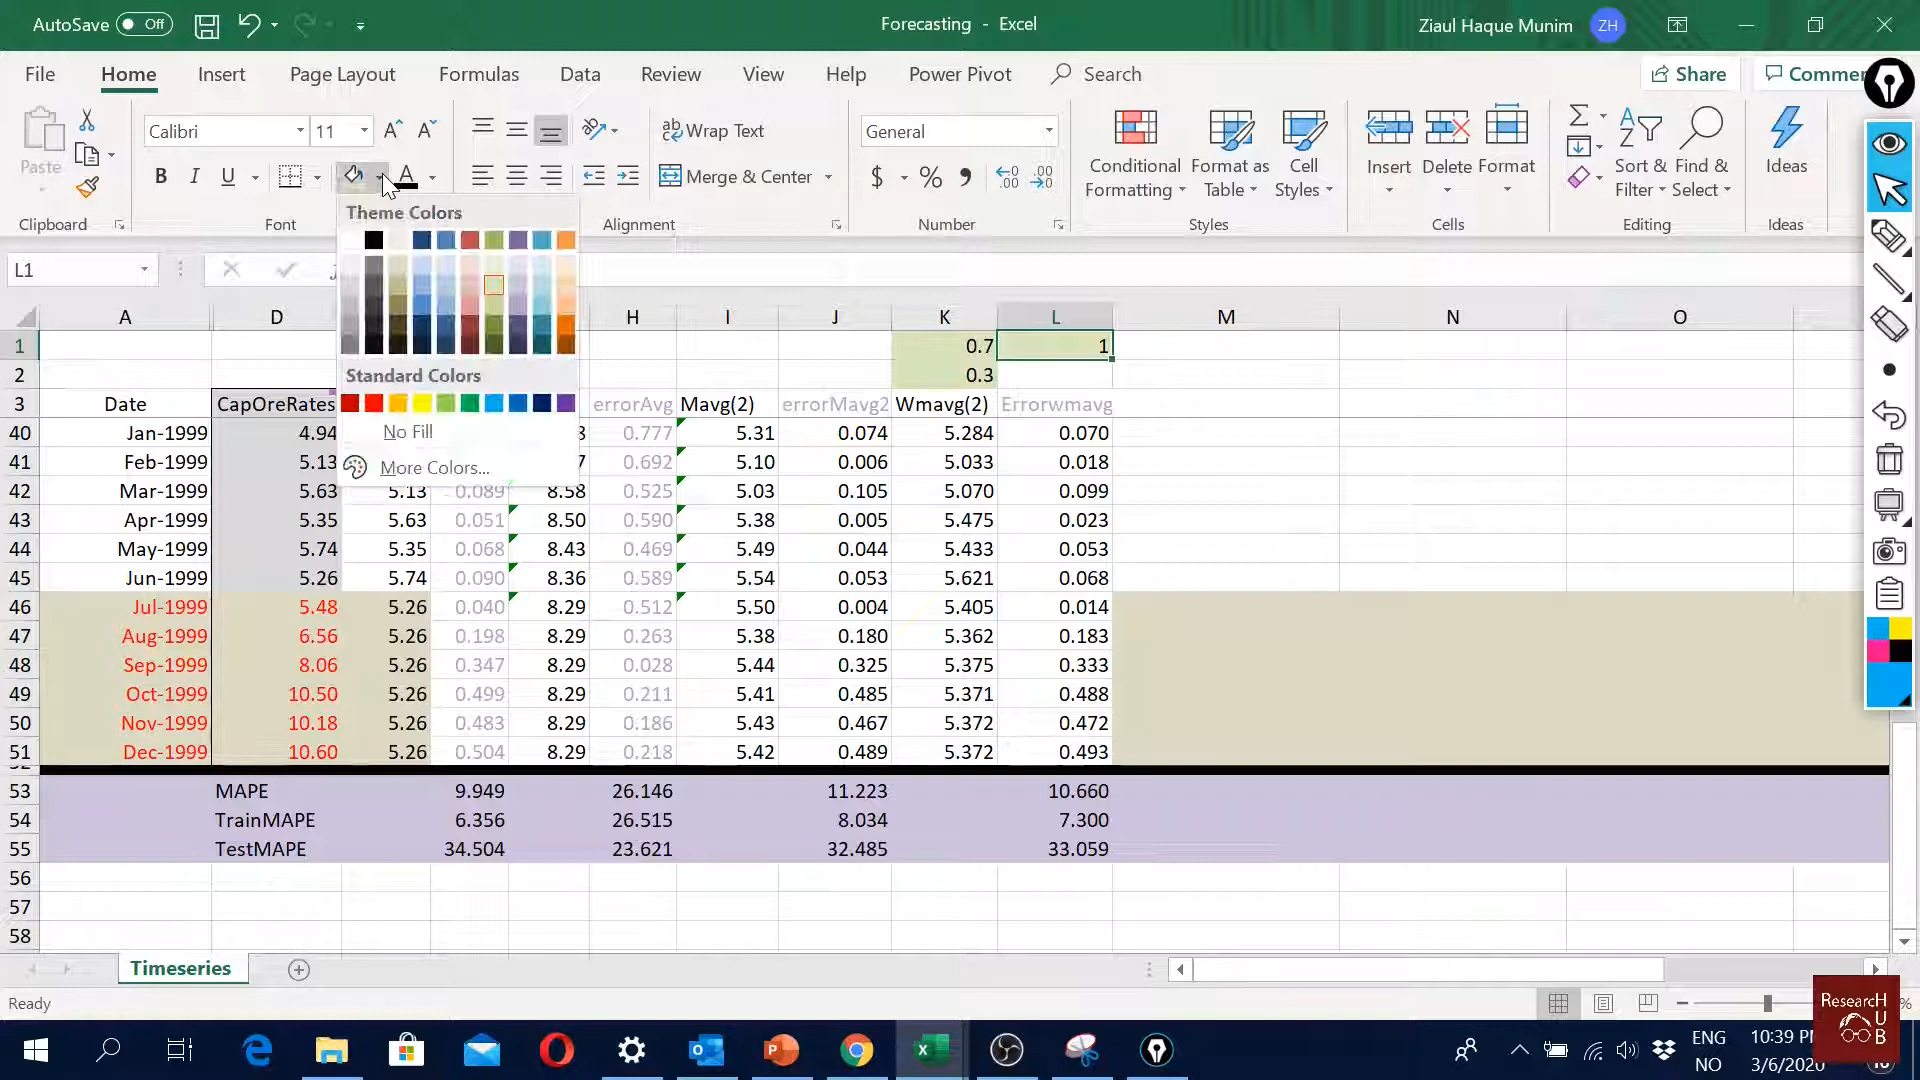 AutoSave Off
Forecasting - Excel
Ziaul Haque Munim ZH
File Home Insert Page Layout Formulas Data Review View Help Power Pivot Search Share
Paste
Calibri 11
B I U A
ab Wrap Text
Merge & Center
General
$ % 9
Conditional Formatting
Format as Table
Cell Styles
Insert Delete Format
Sort & Filter
Find & Select
Ideas
Clipboard Font Alignment Number Styles Cells Editing Ideas
Theme Colors
Standard Colors
No Fill
More Colors...
L1
A D H I J K L M N O
1 0.7 1
2 0.3
3 Date CapOreRates errorAvg Mavg(2) errorMavg2 Wmavg(2) Errorwmavg
40 Jan-1999 4.94 0.777 5.31 0.074 5.284 0.070
41 Feb-1999 5.13 0.692 5.10 0.006 5.033 0.018
42 Mar-1999 5.63 5.13 0.089 8.58 0.525 5.03 0.105 5.070 0.099
43 Apr-1999 5.35 5.63 0.051 8.50 0.590 5.38 0.005 5.475 0.023
44 May-1999 5.74 5.35 0.068 8.43 0.469 5.49 0.044 5.433 0.053
45 Jun-1999 5.26 5.74 0.090 8.36 0.589 5.54 0.053 5.621 0.068
46 Jul-1999 5.48 5.26 0.040 8.29 0.512 5.50 0.004 5.405 0.014
47 Aug-1999 6.56 5.26 0.198 8.29 0.263 5.38 0.180 5.362 0.183
48 Sep-1999 8.06 5.26 0.347 8.29 0.028 5.44 0.325 5.375 0.333
49 Oct-1999 10.50 5.26 0.499 8.29 0.211 5.41 0.485 5.371 0.488
50 Nov-1999 10.18 5.26 0.483 8.29 0.186 5.43 0.467 5.372 0.472
51 Dec-1999 10.60 5.26 0.504 8.29 0.218 5.42 0.489 5.372 0.493
53 MAPE 9.949 26.146 11.223 10.660
54 TrainMAPE 6.356 26.515 8.034 7.300
55 TestMAPE 34.504 23.621 32.485 33.059
56
57
58
Timeseries
Ready
ResearcH
HUB
ENG
NO
10:39